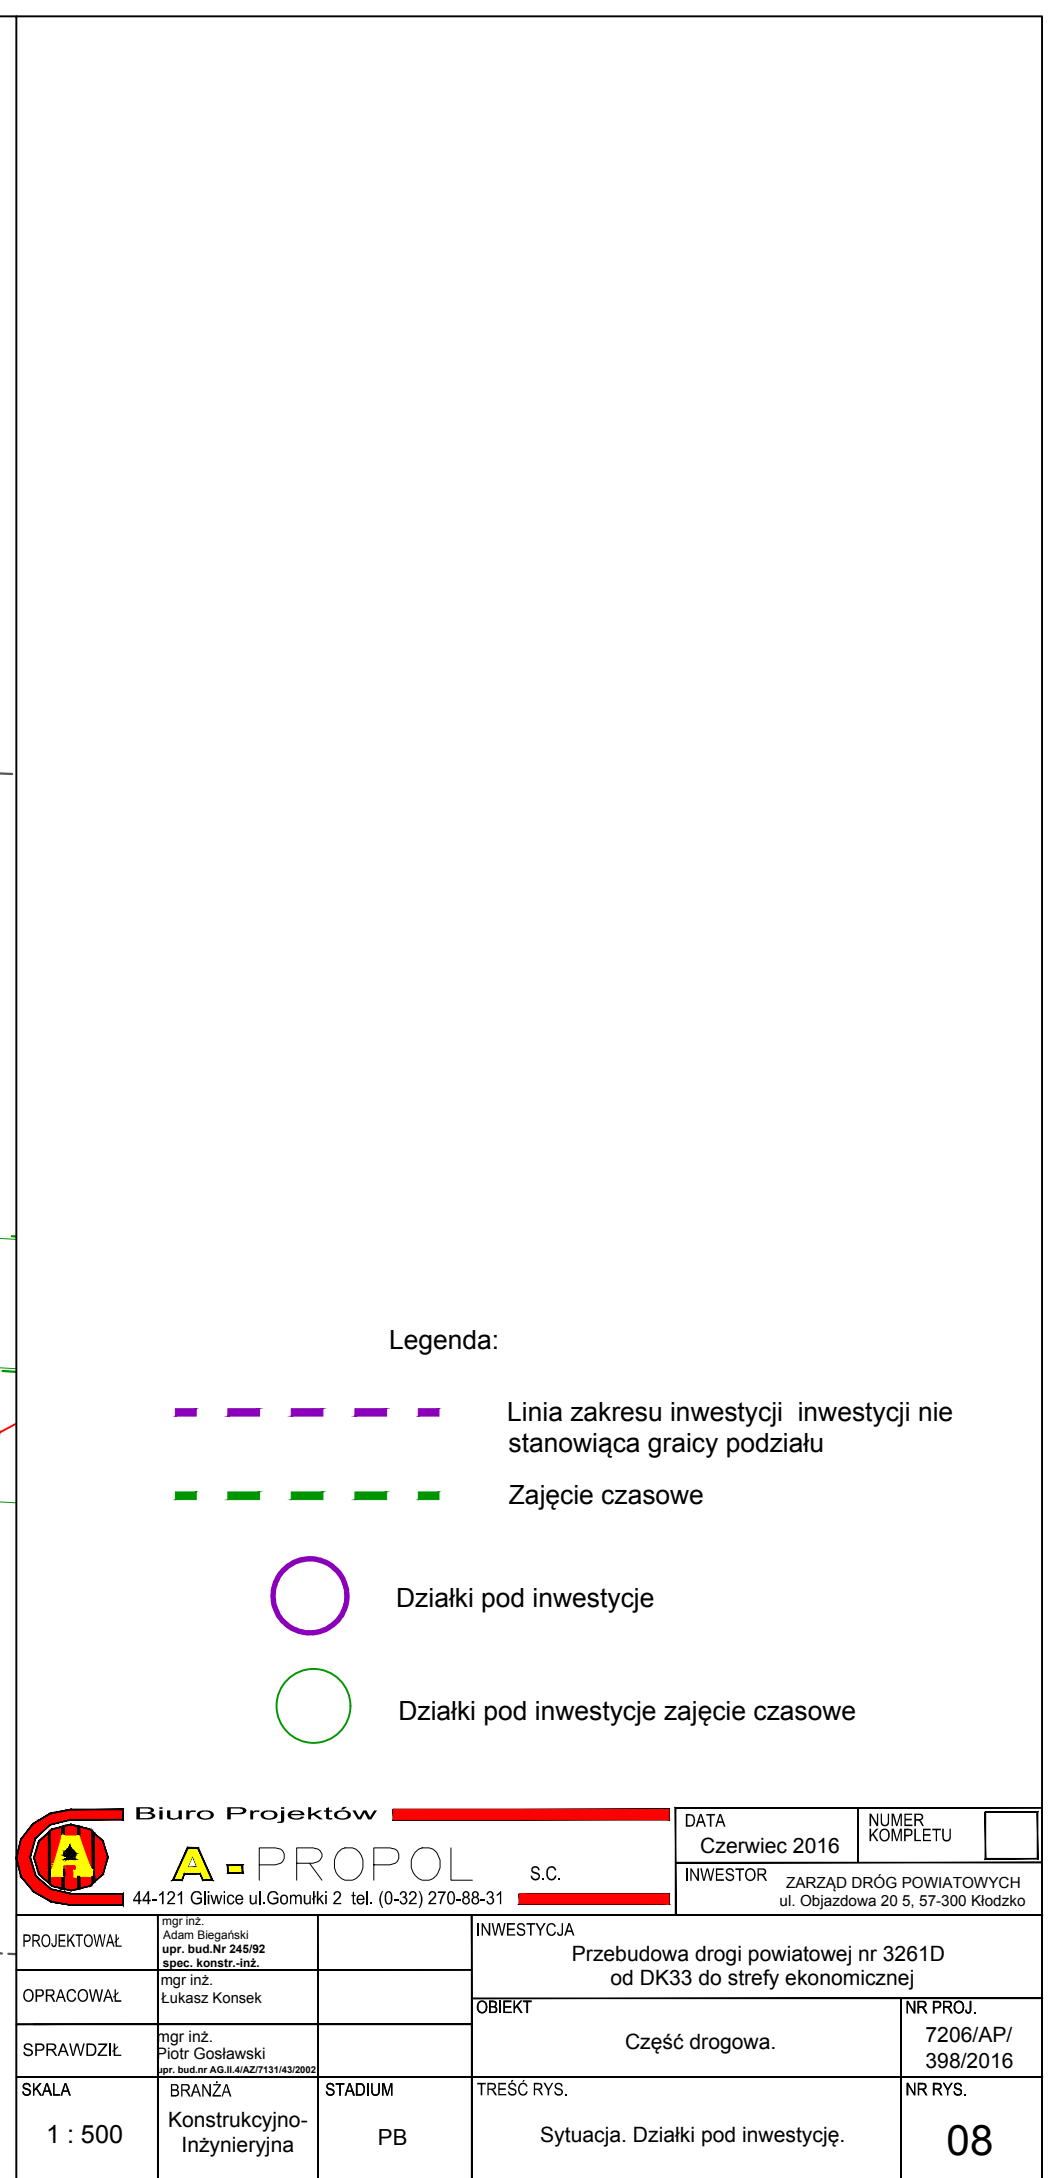 Legenda:
Linia zakresu inwestycji inwestycji nie
stanowiąca graicy podziału
Zajęcie czasowe
Działki pod inwestycje
Działki pod inwestycje zajęcie czasowe
Biuro Projektów
A
A - PROPOL S.C.
44-121 Gliwice ul.Gomułki 2 tel. (0-32) 270-88-31
DATA
Czerwiec 2016
NUMER
KOMPLETU
INWESTOR
ZARZĄD DRÓG POWIATOWYCH
ul. Objazdowa 20 5, 57-300 Kłodzko
PROJEKTOWAŁ
mgr inż.
Adam Biegański
upr. bud.Nr 245/92
spec. konstr.-inż.
INWESTYCJA
Przebudowa drogi powiatowej nr 3261D
od DK33 do strefy ekonomicznej
OPRACOWAŁ
mgr inż.
Łukasz Konsek
OBIEKT
Część drogowa.
NR PROJ.
7206/AP/
398/2016
SPRAWDZIŁ
mgr inż.
Piotr Gosławski
upr. bud.nr AG.II.4/AZ/7131/43/2002
SKALA
1 : 500
BRANŻA
Konstrukcyjno-
Inżynieryjna
STADIUM
PB
TREŚĆ RYS.
Sytuacja. Działki pod inwestycję.
NR RYS.
08